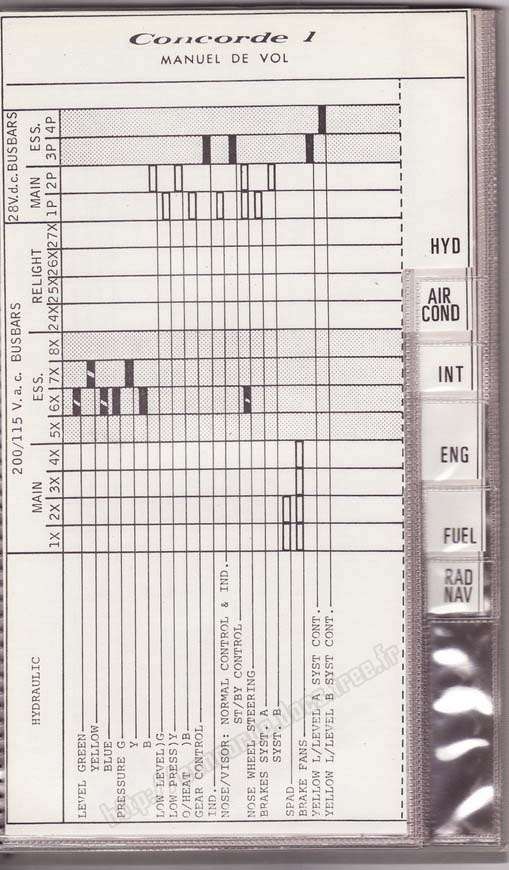 Concorde 1
MANUEL DE VOL
28V.d.c. BUSBARS
ESS.
3P 4P
MAIN
1P 2P
200/115 V.a.c. BUSBARS
RELIGHT
24X 25X 26X 27X
ESS.
5X 6X 7X 18X
MAIN
1X 2X 3X 4X
HYDRAULIC
LEVEL GREEN
YELLOW
BLUE
PRESSURE G
Y
B
LOW LEVEL)G
LOW PRESS)Y
O/HEAT )B
GEAR CONTROL
IND.
NOSE/VISOR: NORMAL CONTROL & IND.
ST/BY CONTROL
NOSE WHEEL STEERING
BRAKES SYST. A
SYST. B
SPAD
BRAKE FANS
YELLOW L/LEVEL A SYST CONT.
YELLOW L/LEVEL B SYST CONT.
HYD
AIR
COND
INT
ENG
FUEL
RAD
NAV